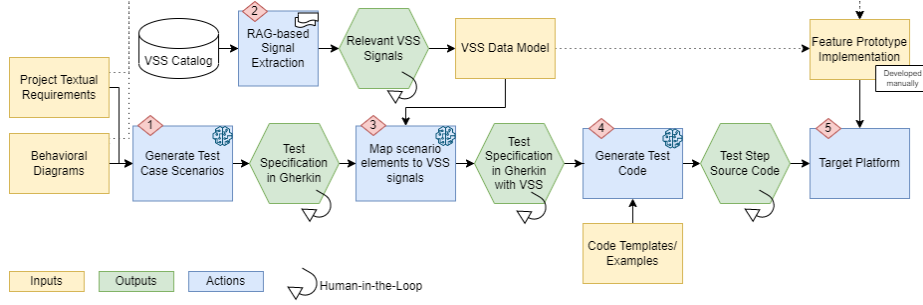 2
RAG-based
Signal
Extraction
VSS Catalog
Relevant VSS
Signals
VSS Data Model
Feature Prototype
Implementation
Developed
manually
Project Textual
Requirements
Behavioral
Diagrams
1
Generate Test
Case Scenarios
Test
Specification
in Gherkin
3
Map scenario
elements to VSS
signals
Test
Specification
in Gherkin
with VSS
4
Generate Test
Code
Test Step
Source Code
5
Target Platform
Code Templates/
Examples
Inputs
Outputs
Actions
Human-in-the-Loop